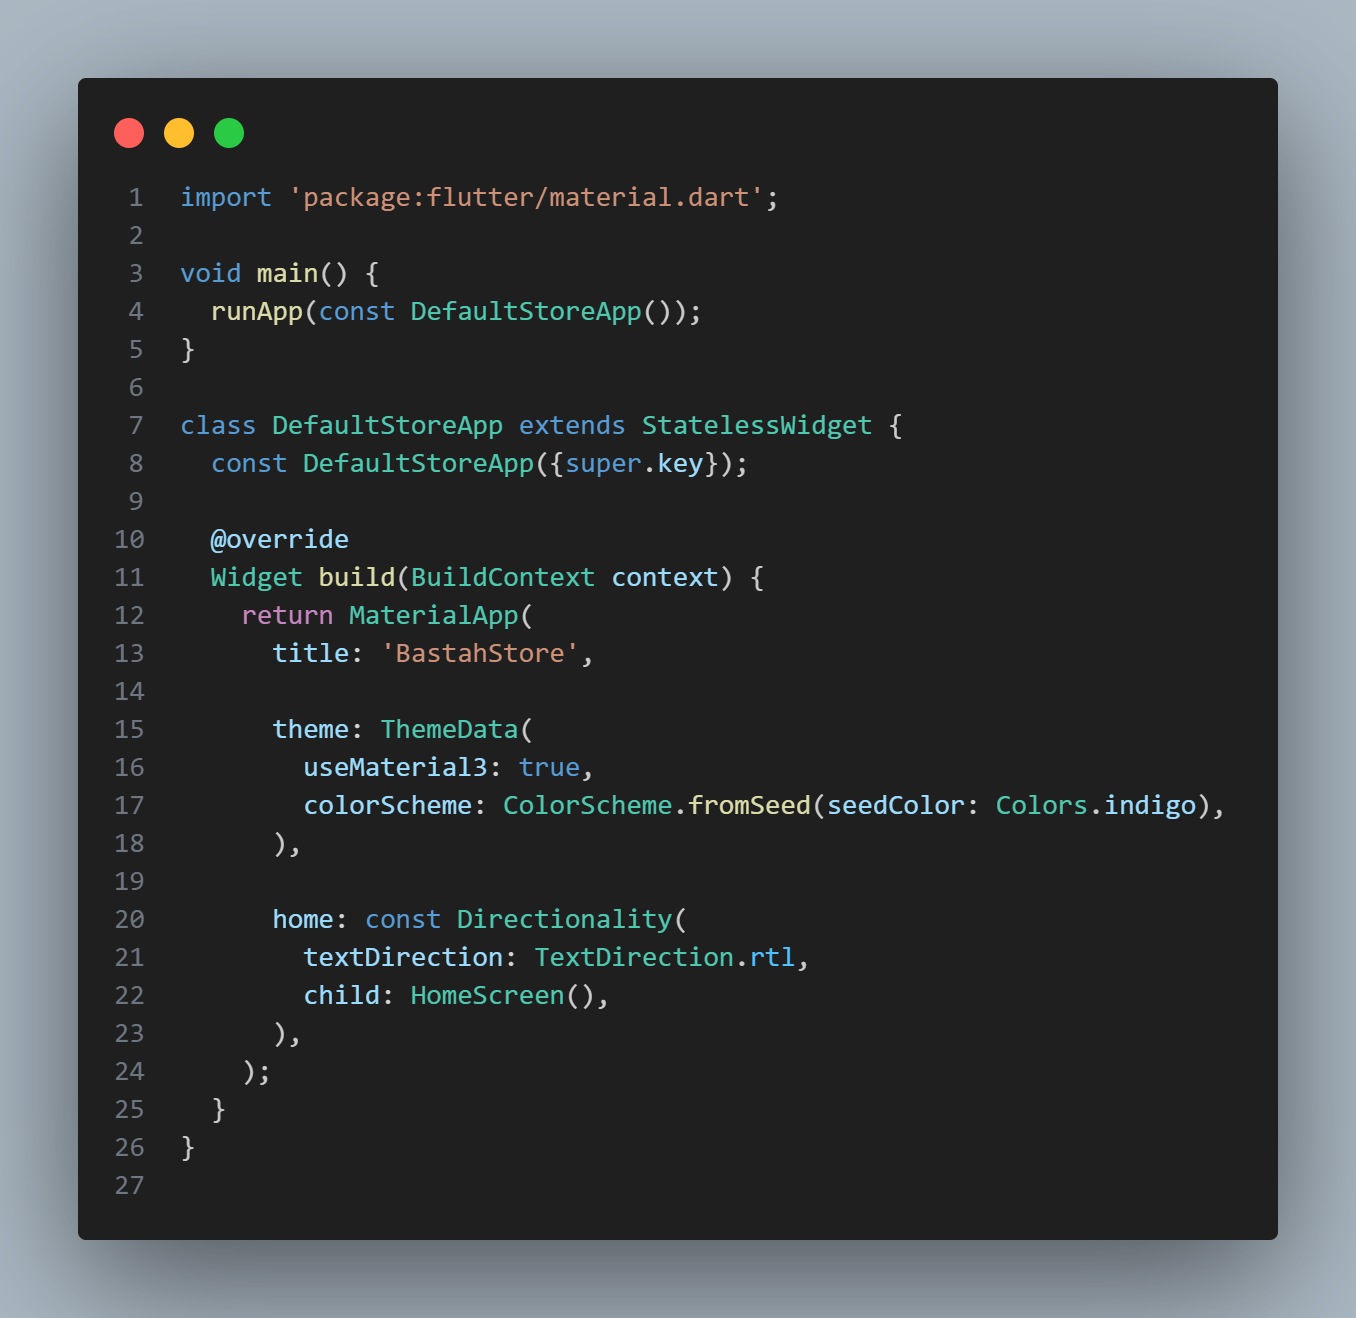 1 import 'package:flutter/material.dart';
2
3 void main() {
4   runApp(const DefaultStoreApp());
5 }
6
7 class DefaultStoreApp extends StatelessWidget {
8   const DefaultStoreApp({super.key});
9
10   @override
11   Widget build(BuildContext context) {
12     return MaterialApp(
13       title: 'BastahStore',
14
15       theme: ThemeData(
16         useMaterial3: true,
17         colorScheme: ColorScheme.fromSeed(seedColor: Colors.indigo),
18       ),
19
20       home: const Directionality(
21         textDirection: TextDirection.rtl,
22         child: HomeScreen(),
23       ),
24     );
25   }
26 }
27